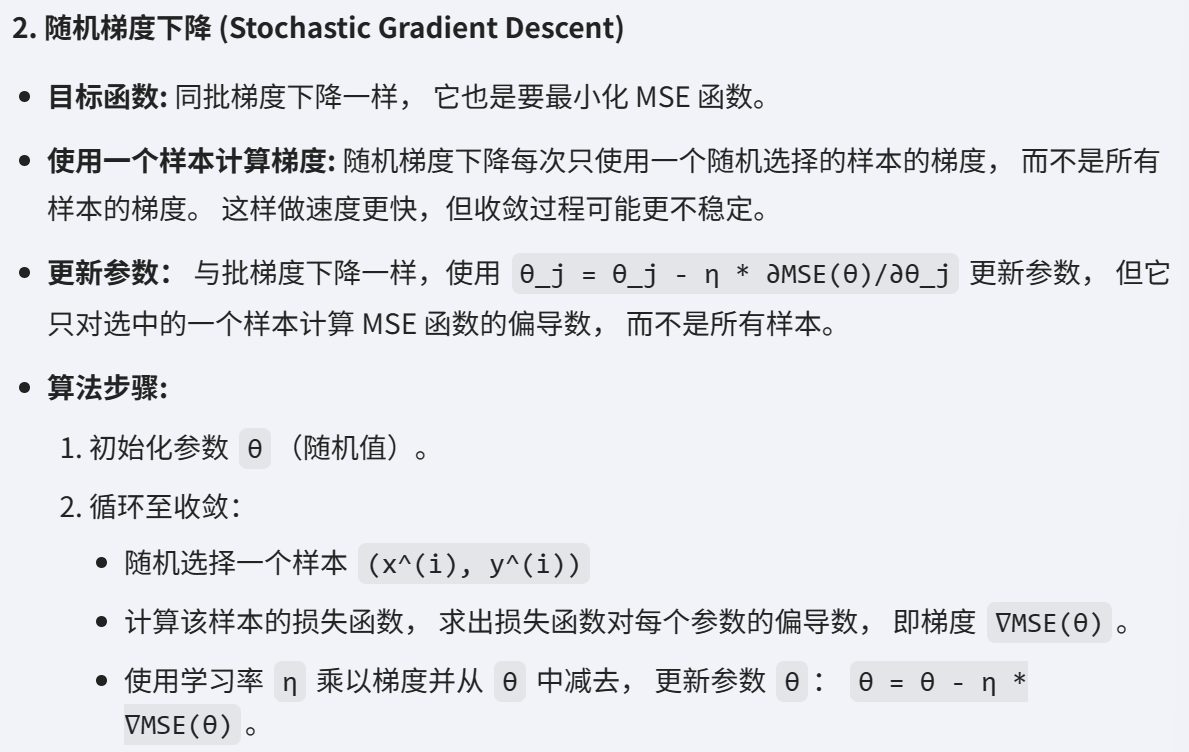 2. 随机梯度下降 (Stochastic Gradient Descent)
• 目标函数: 同批梯度下降一样， 它也是要最小化 MSE 函数。
• 使用一个样本计算梯度: 随机梯度下降每次只使用一个随机选择的样本的梯度， 而不是所有
样本的梯度。 这样做速度更快，但收敛过程可能更不稳定。
• 更新参数： 与批梯度下降一样，使用 θ_j = θ_j - η * ∂MSE(θ)/∂θ_j 更新参数， 但它
只对选中的一个样本计算 MSE 函数的偏导数， 而不是所有样本。
• 算法步骤:
1. 初始化参数 θ （随机值）。
2. 循环至收敛：
• 随机选择一个样本 (x^(i), y^(i))
• 计算该样本的损失函数， 求出损失函数对每个参数的偏导数， 即梯度 ∇MSE(θ) 。
• 使用学习率 η 乘以梯度并从 θ 中减去， 更新参数 θ ： θ = θ - η *
∇MSE(θ) 。